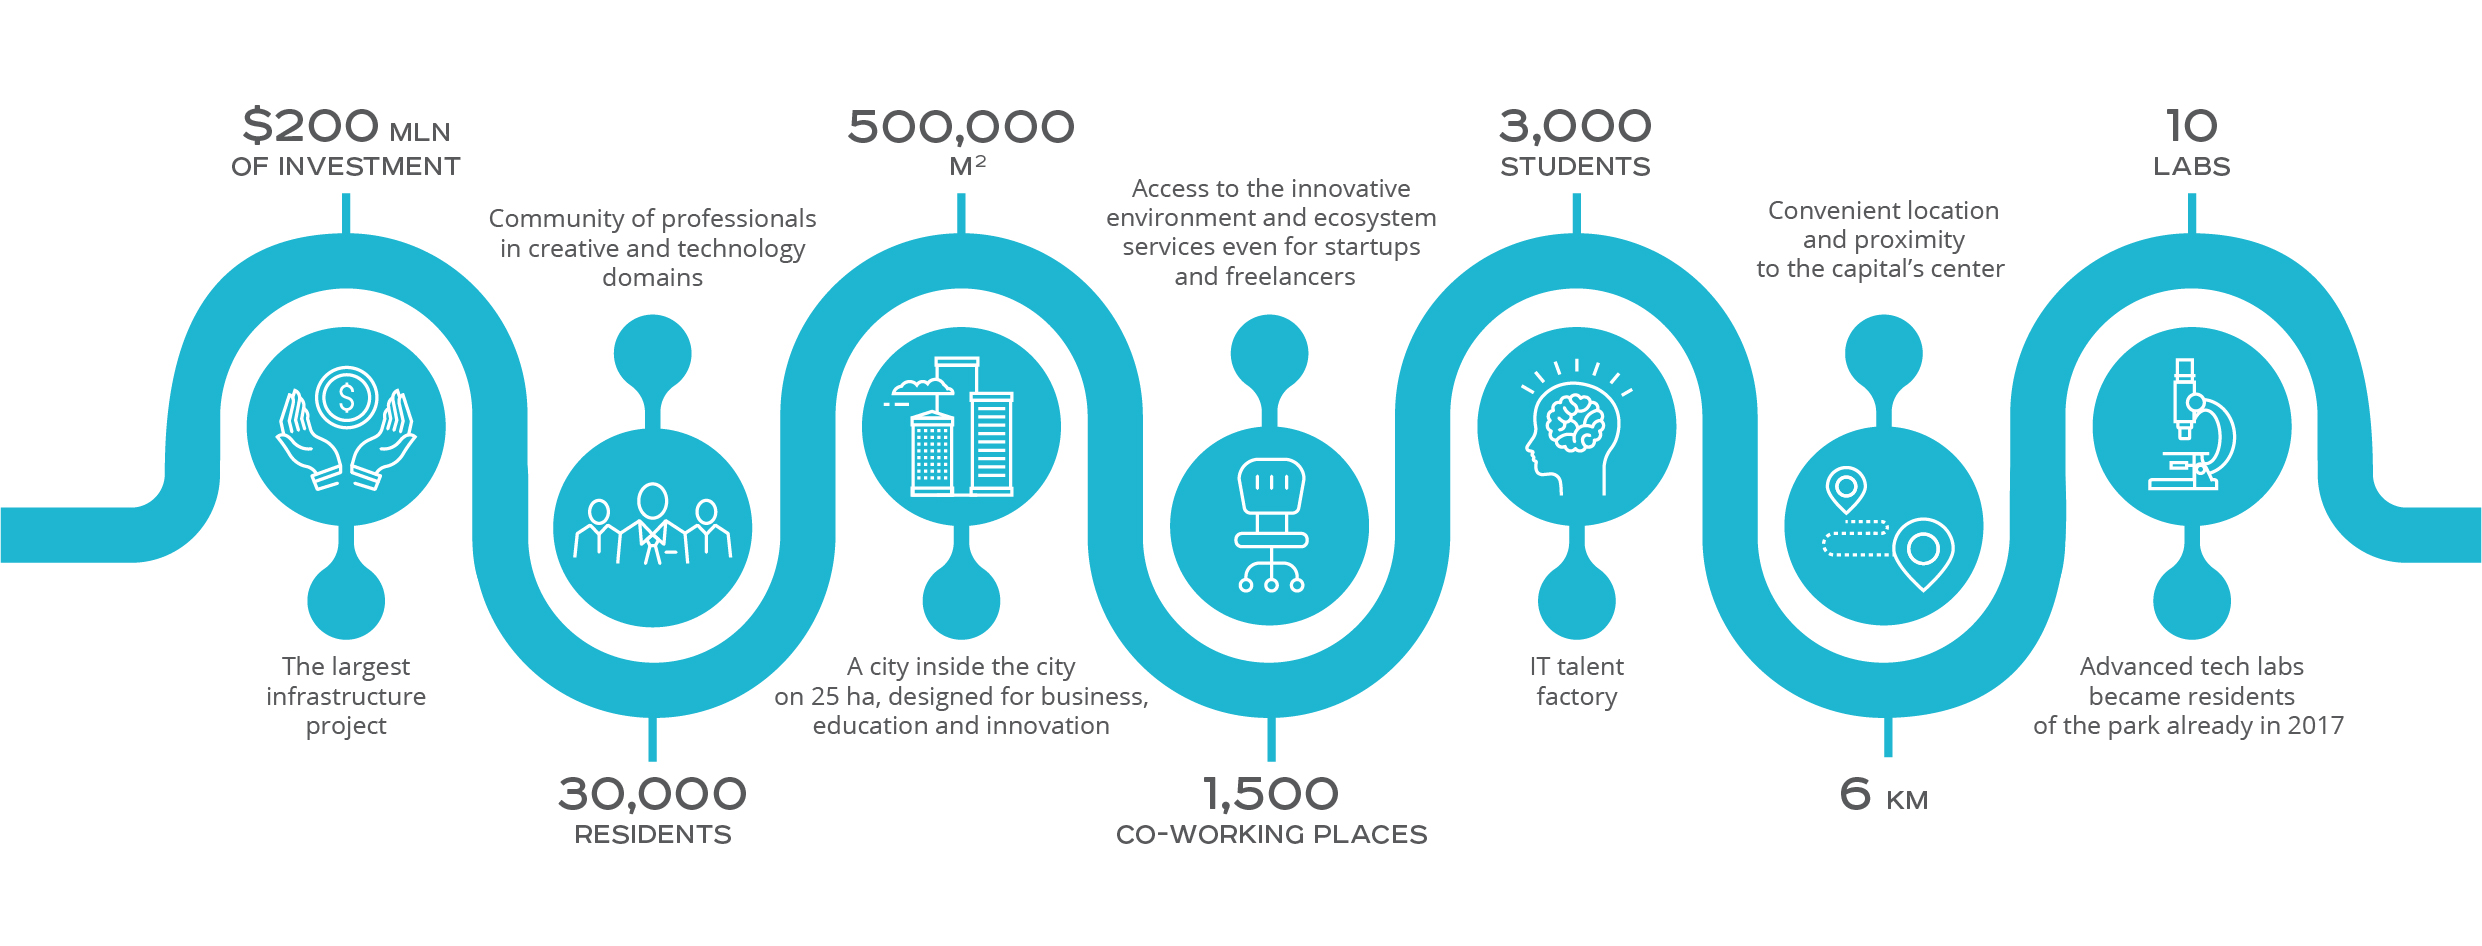 $200 MLN
OF INVESTMENT
The largest
infrastructure
project
Community of professionals
in creative and technology
domains
30,000
RESIDENTS
500,000
M²
A city inside the city
on 25 ha, designed for business,
education and innovation
Access to the innovative
environment and ecosystem
services even for startups
and freelancers
1,500
CO-WORKING PLACES
3,000
STUDENTS
IT talent
factory
Convenient location
and proximity
to the capital’s center
6 KM
10
LABS
Advanced tech labs
became residents
of the park already in 2017